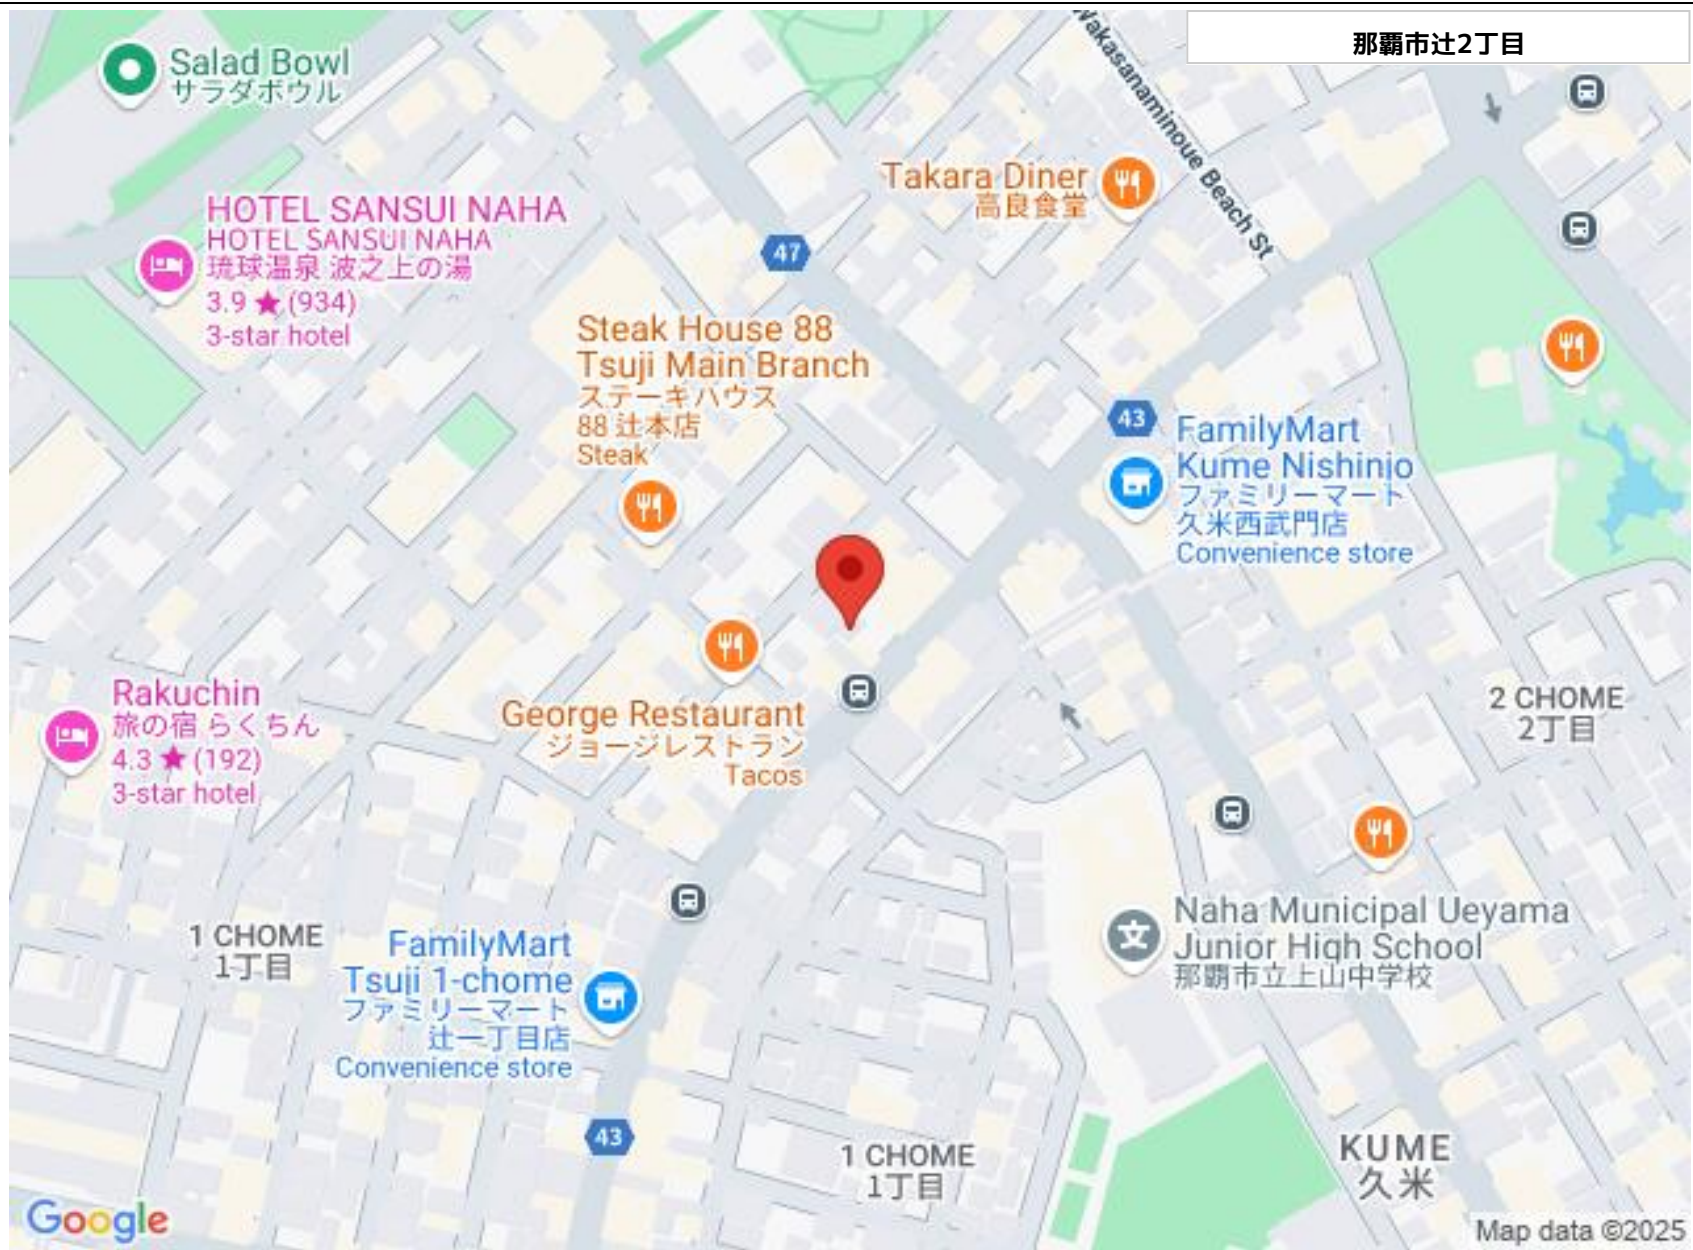 那覇市辻2丁目
Wakasanaminoue Beach St
Salad Bowl
サラダボウル
Takara Diner
高良食堂
HOTEL SANSUI NAHA
HOTEL SANSUI NAHA
琉球温泉 波之上の湯
3.9 ★ (934)
3-star hotel
47
Steak House 88
Tsuji Main Branch
ステーキハウス
88 辻本店
Steak
43
FamilyMart
Kume Nishinjo
ファミリーマート
久米西武門店
Convenience store
Rakuchin
旅の宿 らくちん
4.3 ★ (192)
3-star hotel
George Restaurant
ジョージレストラン
Tacos
2 CHOME
2丁目
1 CHOME
1丁目
FamilyMart
Tsuji 1-chome
ファミリーマート
辻一丁目店
Convenience store
文
Naha Municipal Ueyama
Junior High School
那覇市立上山中学校
43
1 CHOME
1丁目
KUME
久米
Google
Map data ©2025